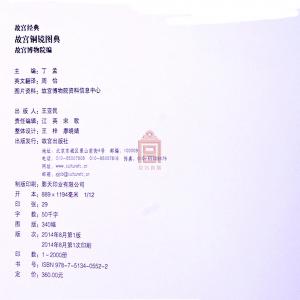 故宫经典
故宫铜镜图典
故宫博物院编
主　编：丁 孟
英文翻译：周 怡
图片资料：故宫博物院资料信息中心
出 版 人：王亚民
责任编辑：江 英 宋 歌
整体设计：王 梓 廖晓婧
出版发行：故宫出版社
地址：北京市东城区景山前街4号 100009
电话：010-85007808 010-85007816
网址：www.culturefc.cn
邮箱：ggcb@culturefc.cn
制版印刷：雅天印业有限公司
开　本：889×1194毫米 1/12
印　张：29
字　数：50千字
图　版：340幅
版　次：2014年8月第1版
2014年8月第1次印刷
印　数：1~2000册
书　号：ISBN 978-7-5134-0552-2
定　价：360.00元